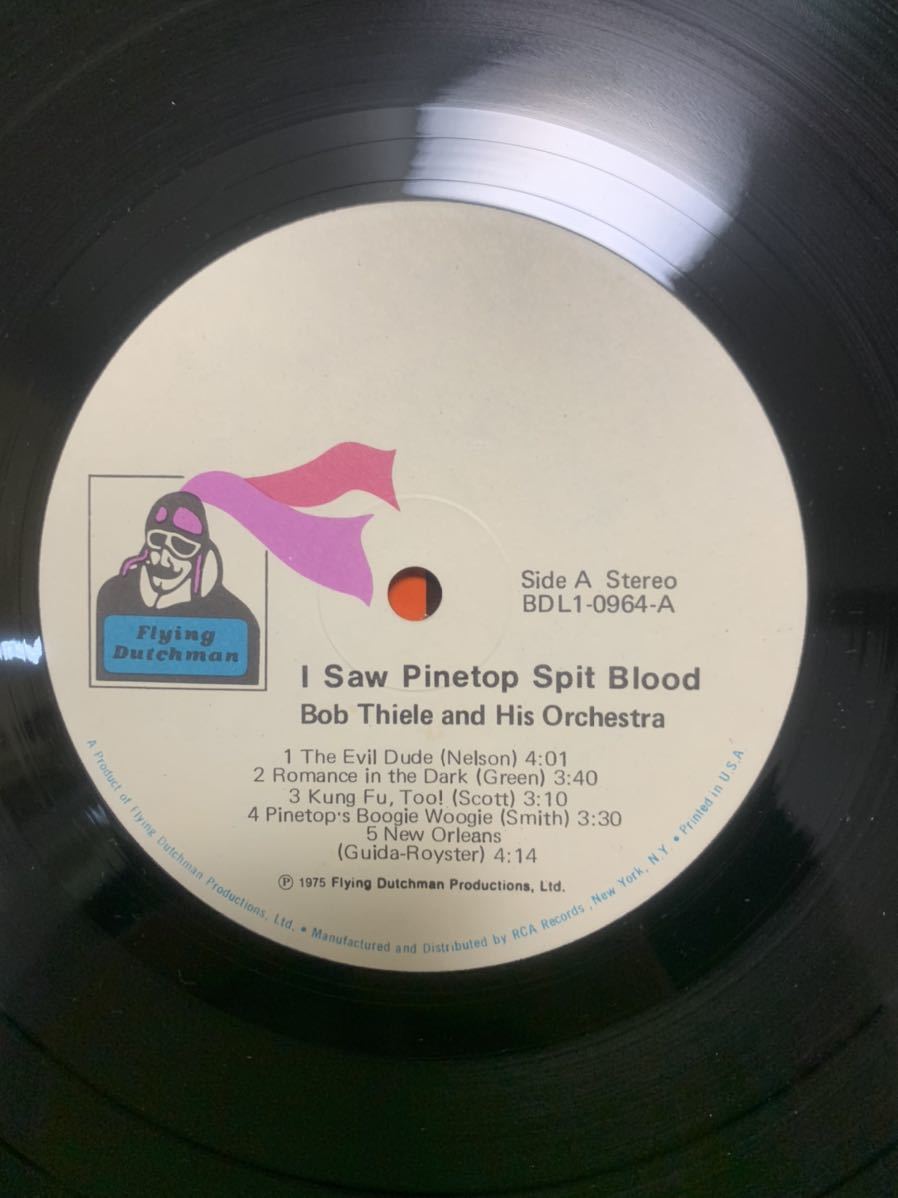 Side A Stereo
BDL1-0964-A
Flying
Dutchman
I Saw Pinetop Spit Blood
Bob Thiele and His Orchestra
1 The Evil Dude (Nelson) 4:01
2 Romance in the Dark (Green) 3:40
3 Kung Fu, Too! (Scott) 3:10
4 Pinetop's Boogie Woogie (Smith) 3:30
5 New Orleans
(Guida-Royster) 4:14
℗ 1975 Flying Dutchman Productions, Ltd.
A Product of Flying Dutchman Productions, Ltd. • Manufactured and Distributed by RCA Records, New York, N.Y. • Printed in U.S.A.